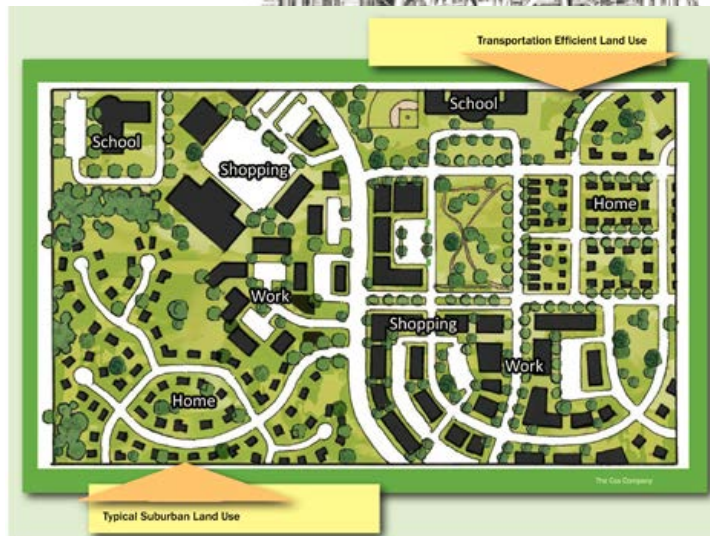 Transportation Efficient Land Use
School
School
Shopping
Home
Work
Shopping
Work
Home
The Cox Company
Typical Suburban Land Use